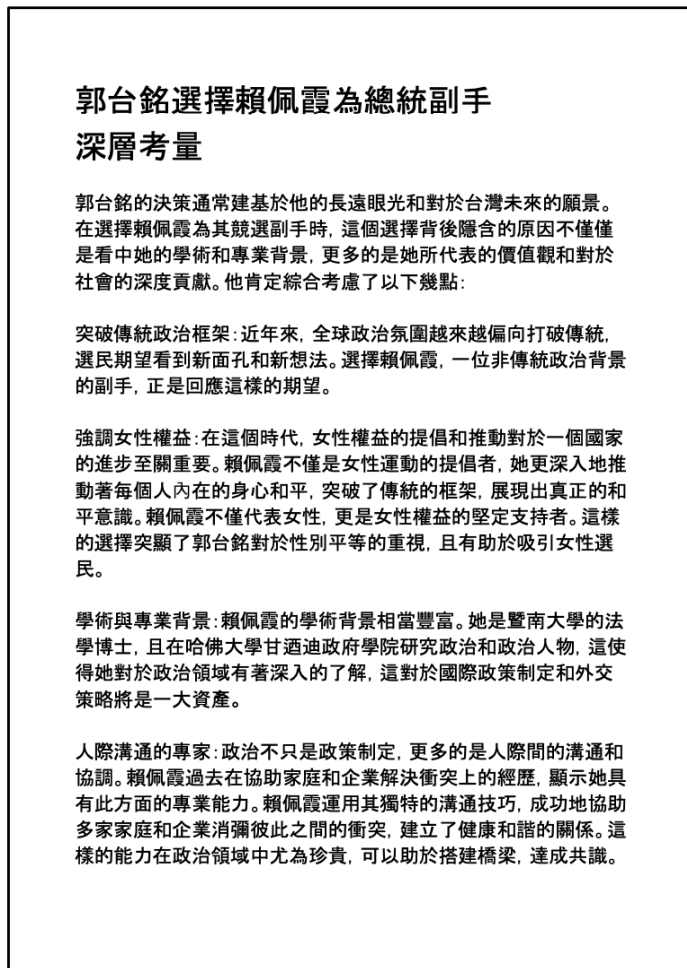 郭台銘選擇賴佩霞為總統副手
深層考量
郭台銘的決策通常建基於他的長遠眼光和對於台灣未來的願景。
在選擇賴佩霞為其競選副手時，這個選擇背後隱含的原因不僅僅
是看中她的學術和專業背景，更多的是她所代表的價值觀和對於
社會的深度貢獻。他肯定綜合考慮了以下幾點：
突破傳統政治框架：近年來，全球政治氛圍越來越偏向打破傳統，
選民期望看到新面孔和新想法。選擇賴佩霞，一位非傳統政治背景
的副手，正是回應這樣的期望。
強調女性權益：在這個時代，女性權益的提倡和推動對於一個國家
的進步至關重要。賴佩霞不僅是女性運動的提倡者，她更深入地推
動著每個人內在的身心和平，突破了傳統的框架，展現出真正的和
平意識。賴佩霞不僅代表女性，更是女性權益的堅定支持者。這樣
的選擇突顯了郭台銘對於性別平等的重視，且有助於吸引女性選
民。
學術與專業背景：賴佩霞的學術背景相當豐富。她是暨南大學的法
學博士，且在哈佛大學甘迺迪政府學院研究政治和政治人物，這使
得她對於政治領域有著深入的了解，這對於國際政策制定和外交
策略將是一大資產。
人際溝通的專家：政治不只是政策制定，更多的是人際間的溝通和
協調。賴佩霞過去在協助家庭和企業解決衝突上的經歷，顯示她具
有此方面的專業能力。賴佩霞運用其獨特的溝通技巧，成功地協助
多家家庭和企業消彌彼此之間的衝突，建立了健康和諧的關係。這
樣的能力在政治領域中尤為珍貴，可以助於搭建橋梁，達成共識。